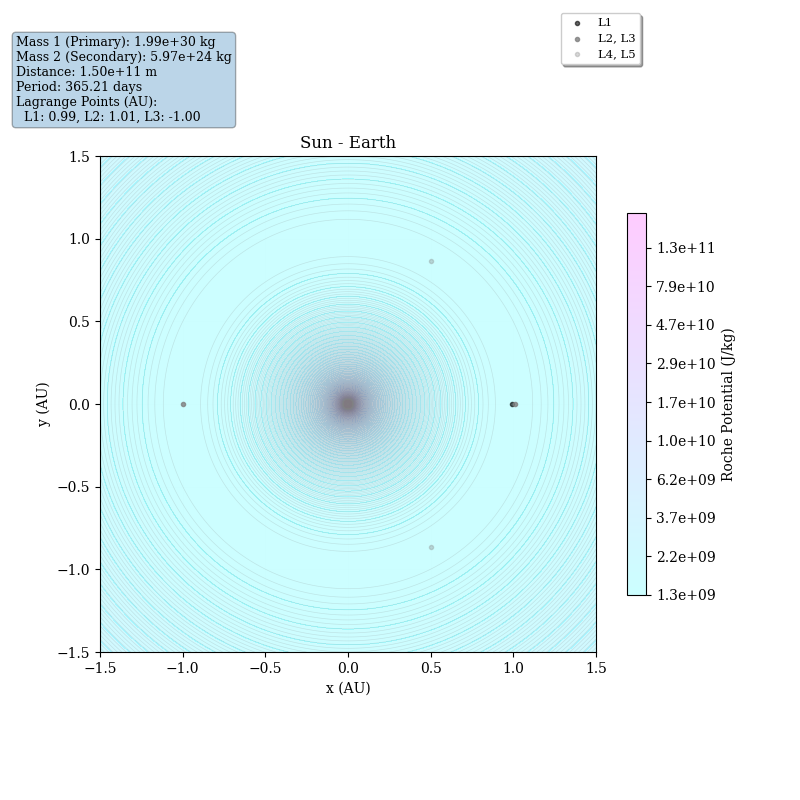 L1
L2, L3
L4, L5
Mass 1 (Primary): 1.99e+30 kg
Mass 2 (Secondary): 5.97e+24 kg
Distance: 1.50e+11 m
Period: 365.21 days
Lagrange Points (AU):
L1: 0.99, L2: 1.01, L3: -1.00
Sun - Earth
1.5
1.0
0.5
0.0
−0.5
−1.0
−1.5
y (AU)
−1.5 −1.0 −0.5 0.0 0.5 1.0 1.5
x (AU)
1.3e+11
7.9e+10
4.7e+10
2.9e+10
1.7e+10
1.0e+10
6.2e+09
3.7e+09
2.2e+09
1.3e+09
Roche Potential (J/kg)